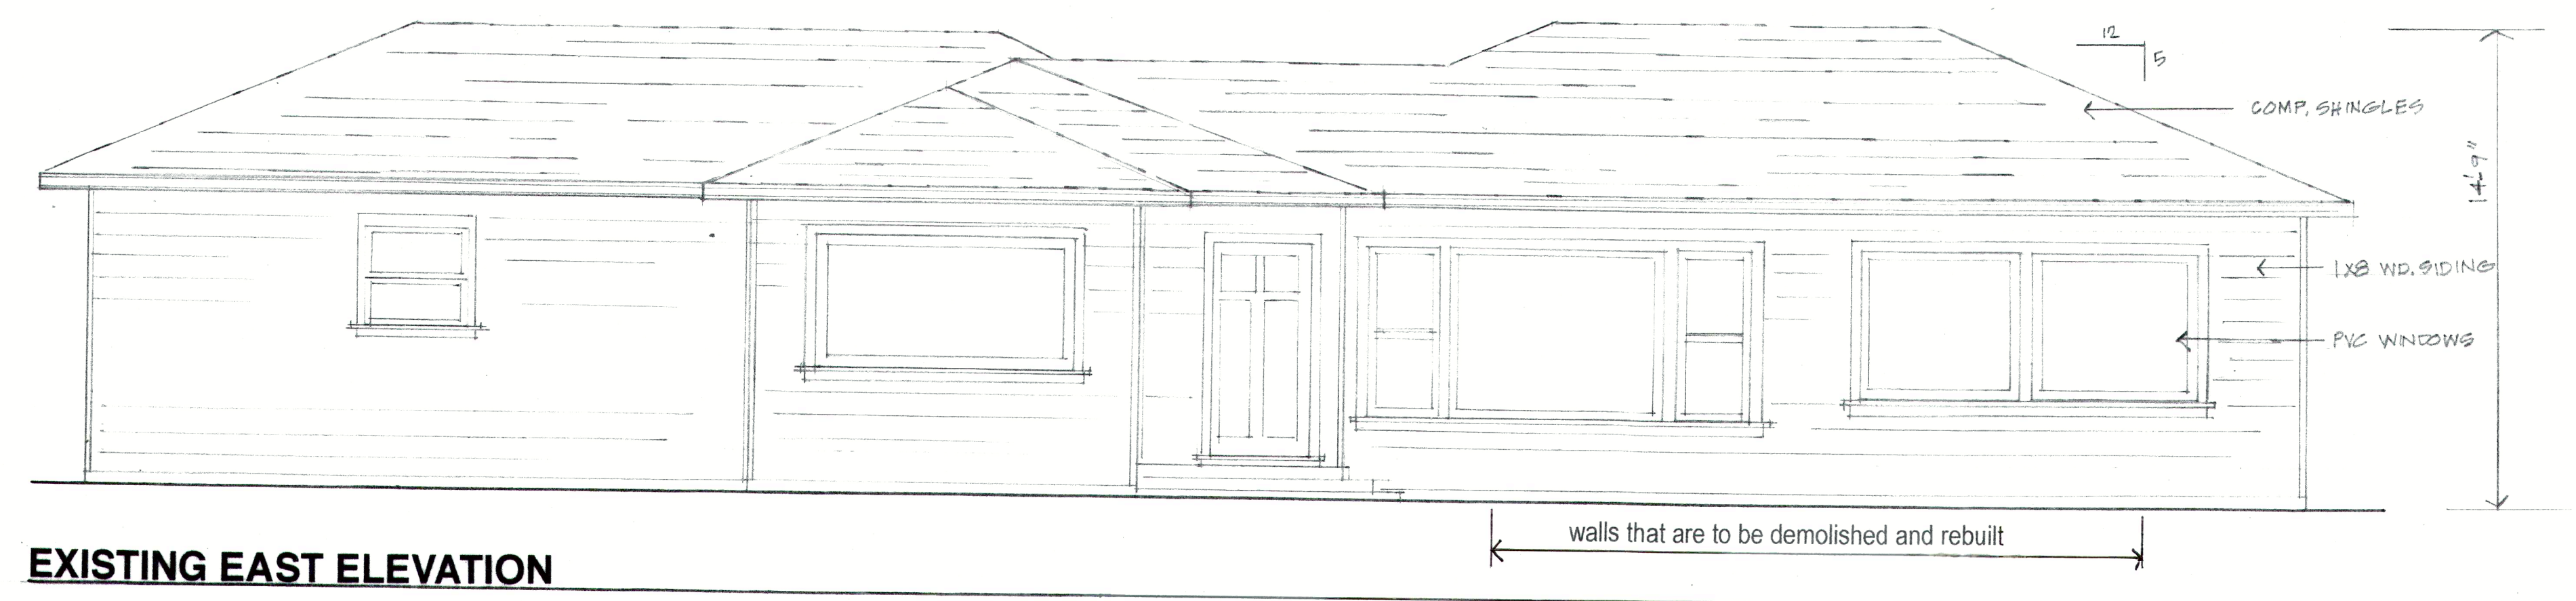 12
5
COMP. SHINGLES
14'-9"
1X8 WD. SIDING
PVC WINDOWS
walls that are to be demolished and rebuilt
EXISTING EAST ELEVATION